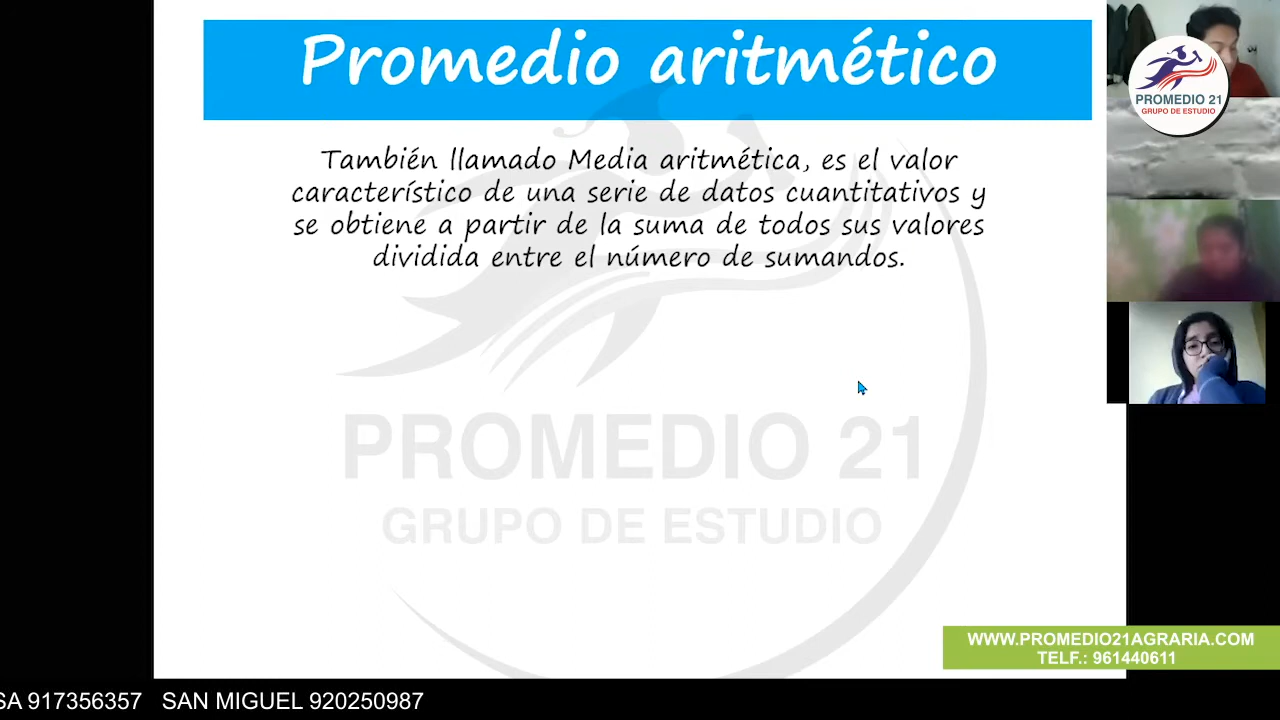 Promedio aritmético
También llamado Media aritmética, es el valor
característico de una serie de datos cuantitativos y
se obtiene a partir de la suma de todos sus valores
dividida entre el número de sumandos.
PROMEDIO 21
GRUPO DE ESTUDIO
PROMEDIO 21
GRUPO DE ESTUDIO
WWW.PROMEDIO21AGRARIA.COM
TELF.: 961440611
SA 917356357 SAN MIGUEL 920250987